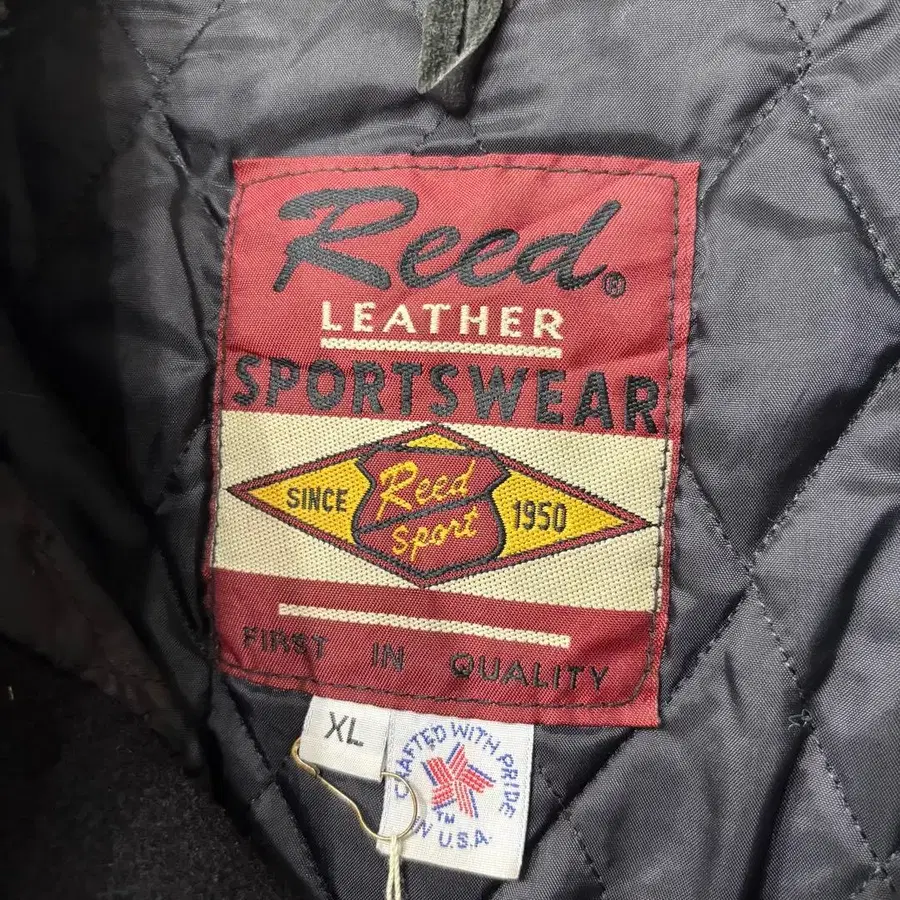 Reed®
LEATHER
SPORTSWEAR
SINCE
Reed
Sport
1950
FIRST IN QUALITY
XL
CRAFTED WITH PRIDE
™
IN U.S.A.